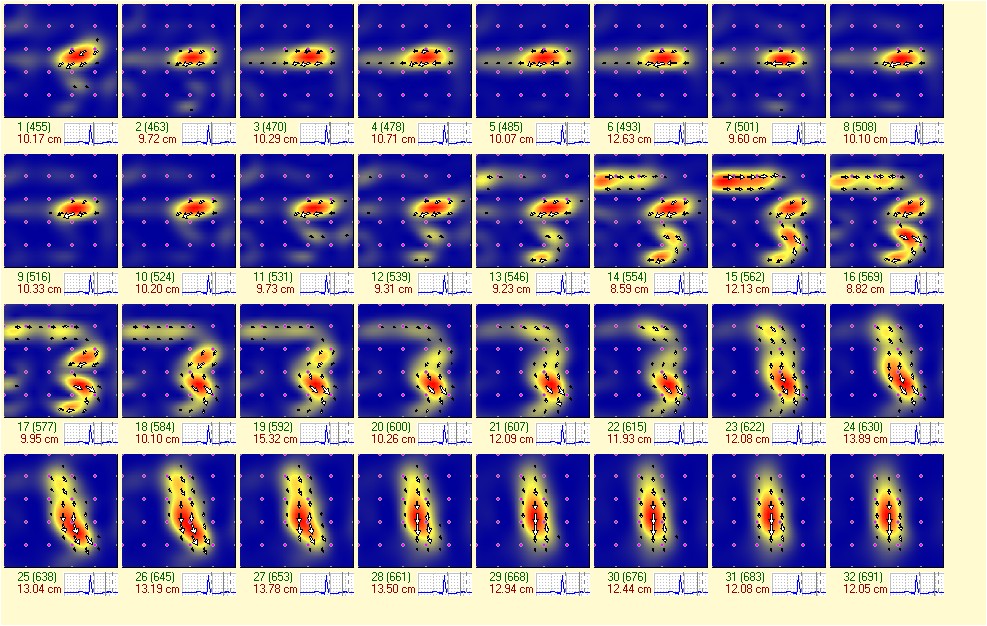 1 (455)
10.17 cm
2 (463)
9.72 cm
3 (470)
10.29 cm
4 (478)
10.71 cm
5 (485)
10.07 cm
6 (493)
12.63 cm
7 (501)
9.60 cm
8 (508)
10.10 cm
9 (516)
10.33 cm
10 (524)
10.20 cm
11 (531)
9.73 cm
12 (539)
9.31 cm
13 (546)
9.23 cm
14 (554)
8.59 cm
15 (562)
12.13 cm
16 (569)
8.82 cm
17 (577)
9.95 cm
18 (584)
10.10 cm
19 (592)
15.32 cm
20 (600)
10.26 cm
21 (607)
12.09 cm
22 (615)
11.93 cm
23 (622)
12.08 cm
24 (630)
13.89 cm
25 (638)
13.04 cm
26 (645)
13.19 cm
27 (653)
13.78 cm
28 (661)
13.50 cm
29 (668)
12.94 cm
30 (676)
12.44 cm
31 (683)
12.08 cm
32 (691)
12.05 cm